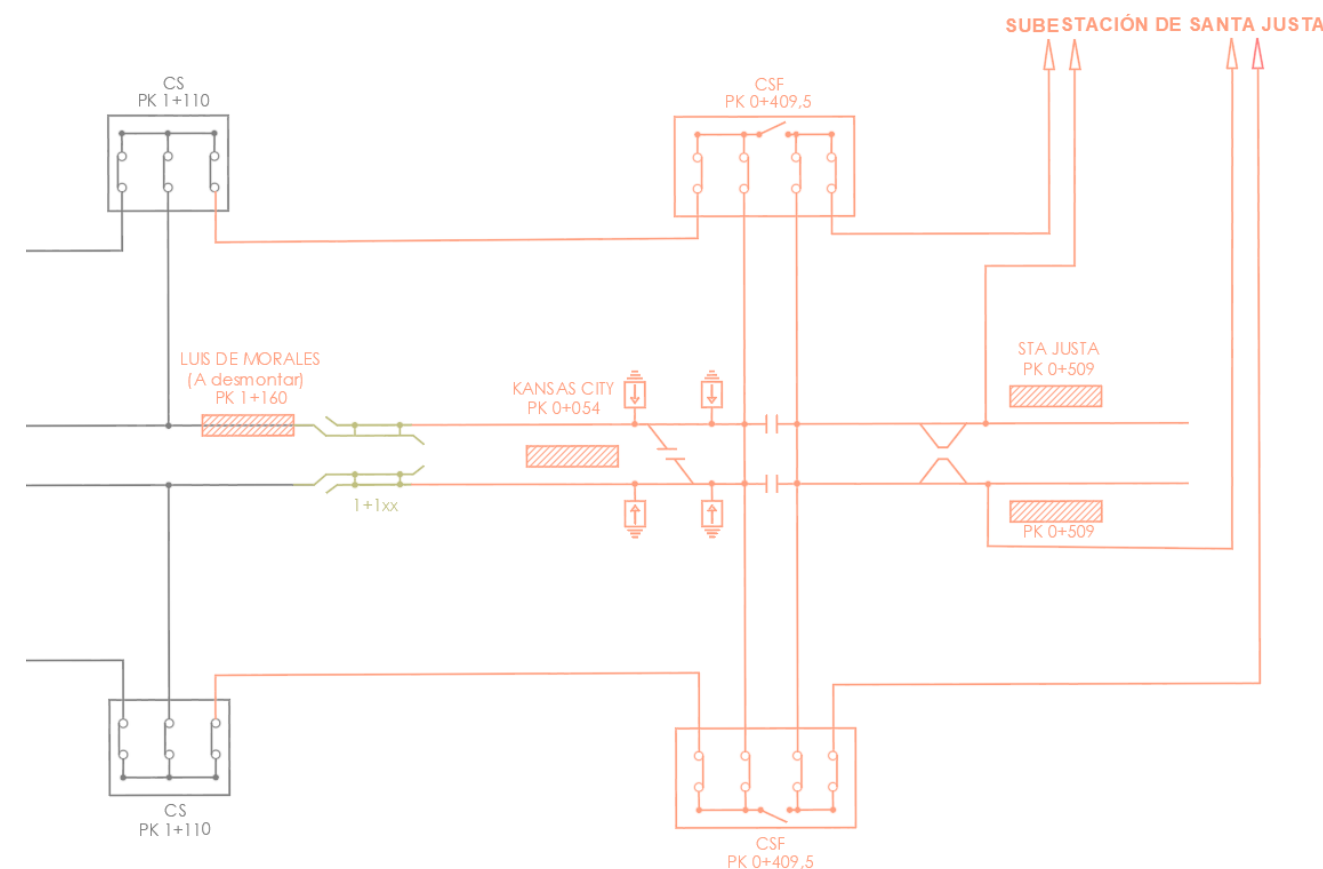 SUBESTACIÓN DE SANTA JUSTA
CS
PK 1+110
CSF
PK 0+409,5
LUIS DE MORALES
(A desmontar)
PK 1+160
KANSAS CITY
PK 0+054
STA JUSTA
PK 0+509
1+1xx
PK 0+509
CS
PK 1+110
CSF
PK 0+409,5